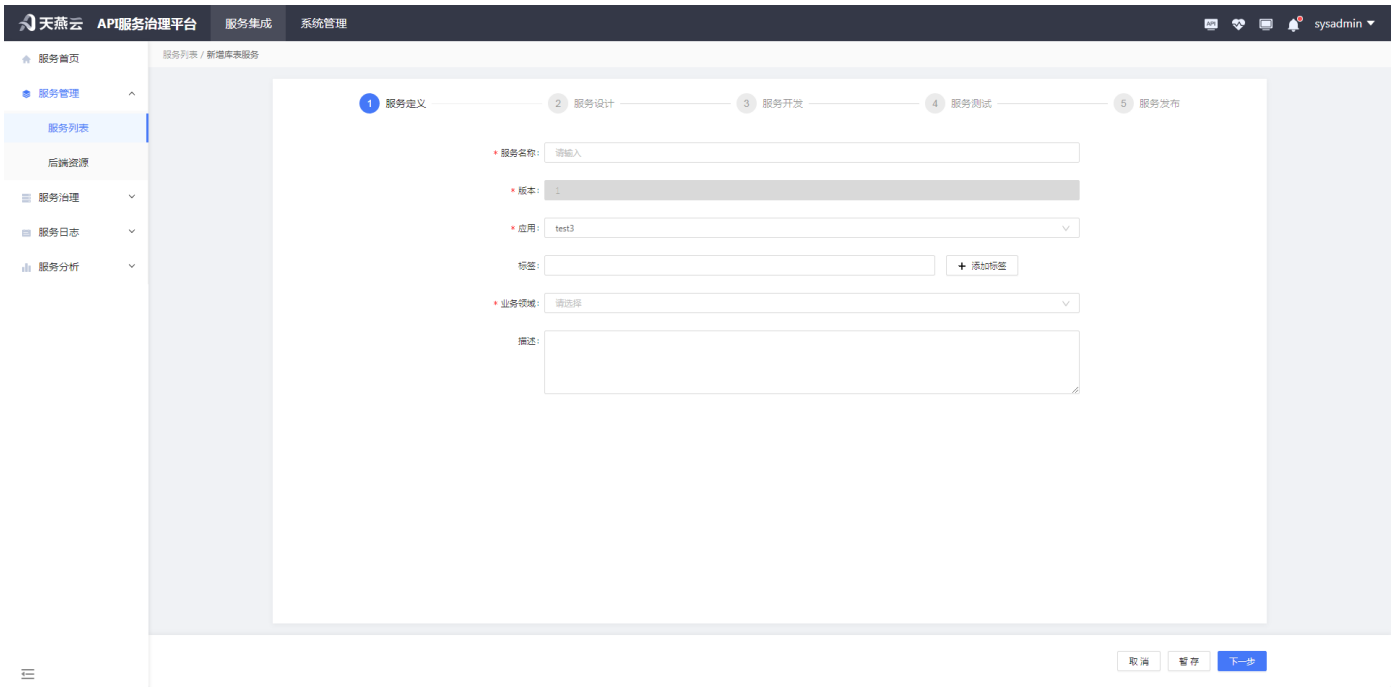 天燕云 API服务治理平台 服务集成 系统管理 API sysadmin
服务首页
服务管理
服务列表
后端资源
服务治理
服务日志
服务分析
服务列表 / 新增库表服务
1 服务定义 2 服务设计 3 服务开发 4 服务测试 5 服务发布
* 服务名称: 请输入
* 版本: 1
* 应用: test3
标签: + 添加标签
* 业务领域: 请选择
描述:
取消 暂存 下一步